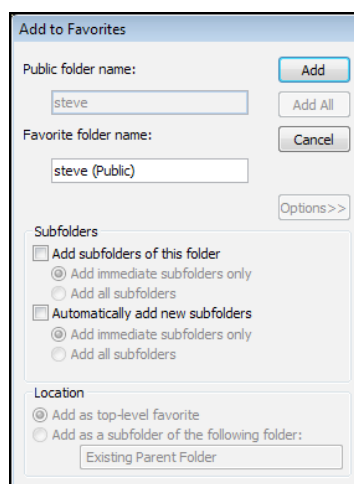 Add to Favorites
Public folder name:
Add
steve
Add All
Favorite folder name:
Cancel
steve (Public)
Options>>
Subfolders
Add subfolders of this folder
Add immediate subfolders only
Add all subfolders
Automatically add new subfolders
Add immediate subfolders only
Add all subfolders
Location
Add as top-level favorite
Add as a subfolder of the following folder:
Existing Parent Folder